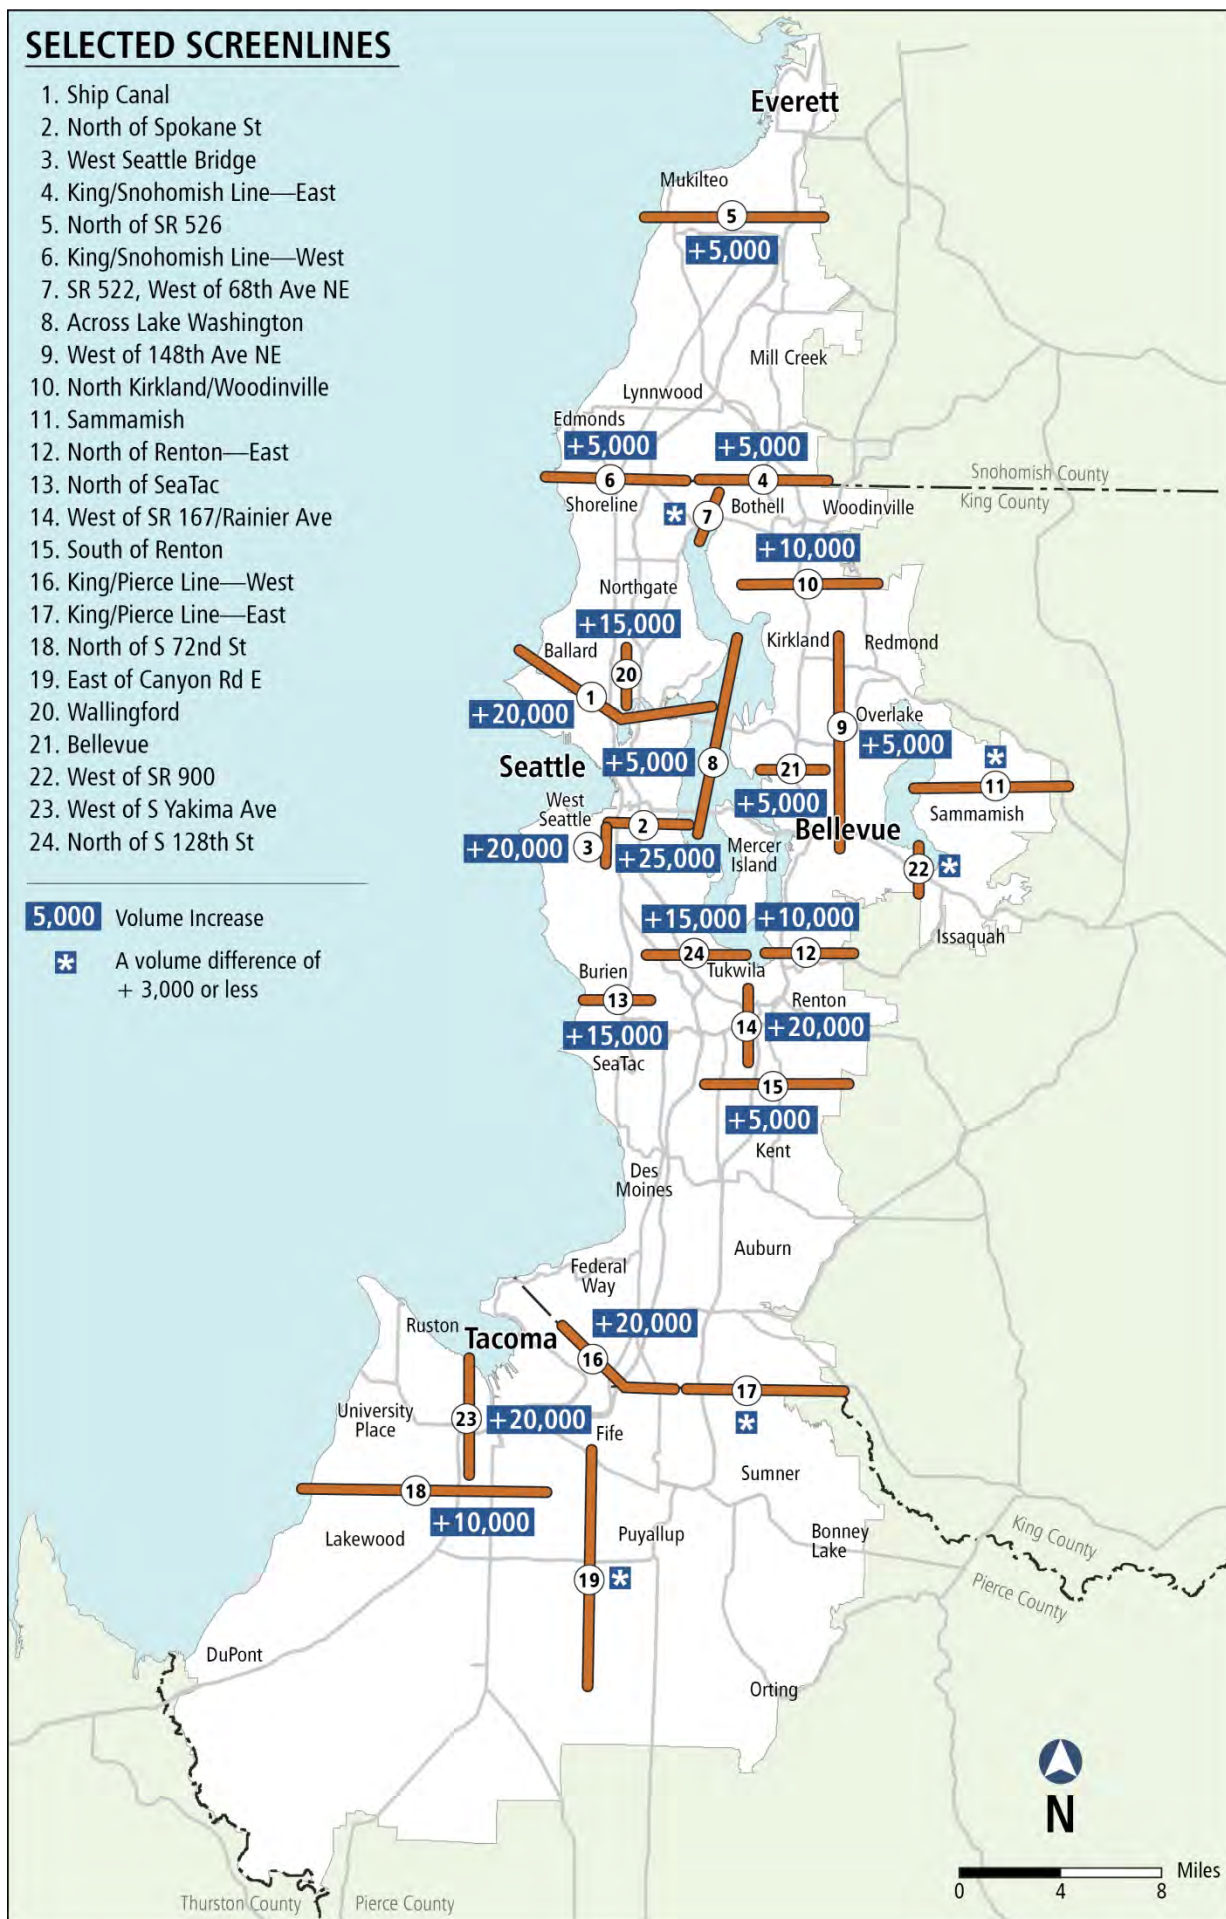 SELECTED SCREENLINES
1. Ship Canal
2. North of Spokane St
3. West Seattle Bridge
4. King/Snohomish Line—East
5. North of SR 526
6. King/Snohomish Line—West
7. SR 522, West of 68th Ave NE
8. Across Lake Washington
9. West of 148th Ave NE
10. North Kirkland/Woodinville
11. Sammamish
12. North of Renton—East
13. North of SeaTac
14. West of SR 167/Rainier Ave
15. South of Renton
16. King/Pierce Line—West
17. King/Pierce Line—East
18. North of S 72nd St
19. East of Canyon Rd E
20. Wallingford
21. Bellevue
22. West of SR 900
23. West of S Yakima Ave
24. North of S 128th St
5,000 Volume Increase
* A volume difference of
+ 3,000 or less
Everett
Mukilteo
5
+5,000
Mill Creek
Lynnwood
Edmonds
+5,000
+5,000
6
4
Snohomish County
King County
Shoreline
*
7
Bothell
Woodinville
+10,000
10
Northgate
+15,000
Ballard
20
Kirkland
Redmond
1
+20,000
9
Overlake
+5,000
Seattle
+5,000
8
21
*
11
+5,000
Sammamish
West
Seattle
2
Bellevue
+20,000
3
+25,000
Mercer
Island
22
*
+15,000
+10,000
Issaquah
24
12
Tukwila
Burien
13
Renton
14
+20,000
+15,000
SeaTac
15
+5,000
Kent
Des
Moines
Auburn
Federal
Way
Ruston
Tacoma
+20,000
16
17
*
University
Place
23
+20,000
Fife
Sumner
18
+10,000
Lakewood
Puyallup
Bonney
Lake
King County
Pierce County
19
*
DuPont
Orting
N
Miles
0
4
8
Thurston County
Pierce County